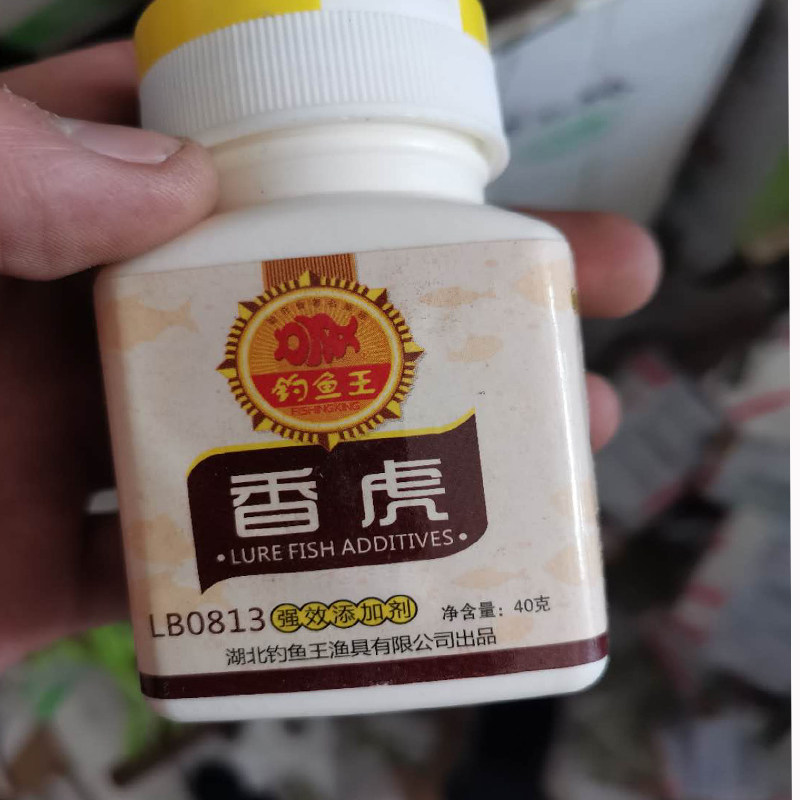 钓鱼王
FISHINGXING
香虎
•LURE FISH ADDITIVES•
LB0813 强效添加剂 净含量：40克
湖北钓鱼王渔具有限公司出品